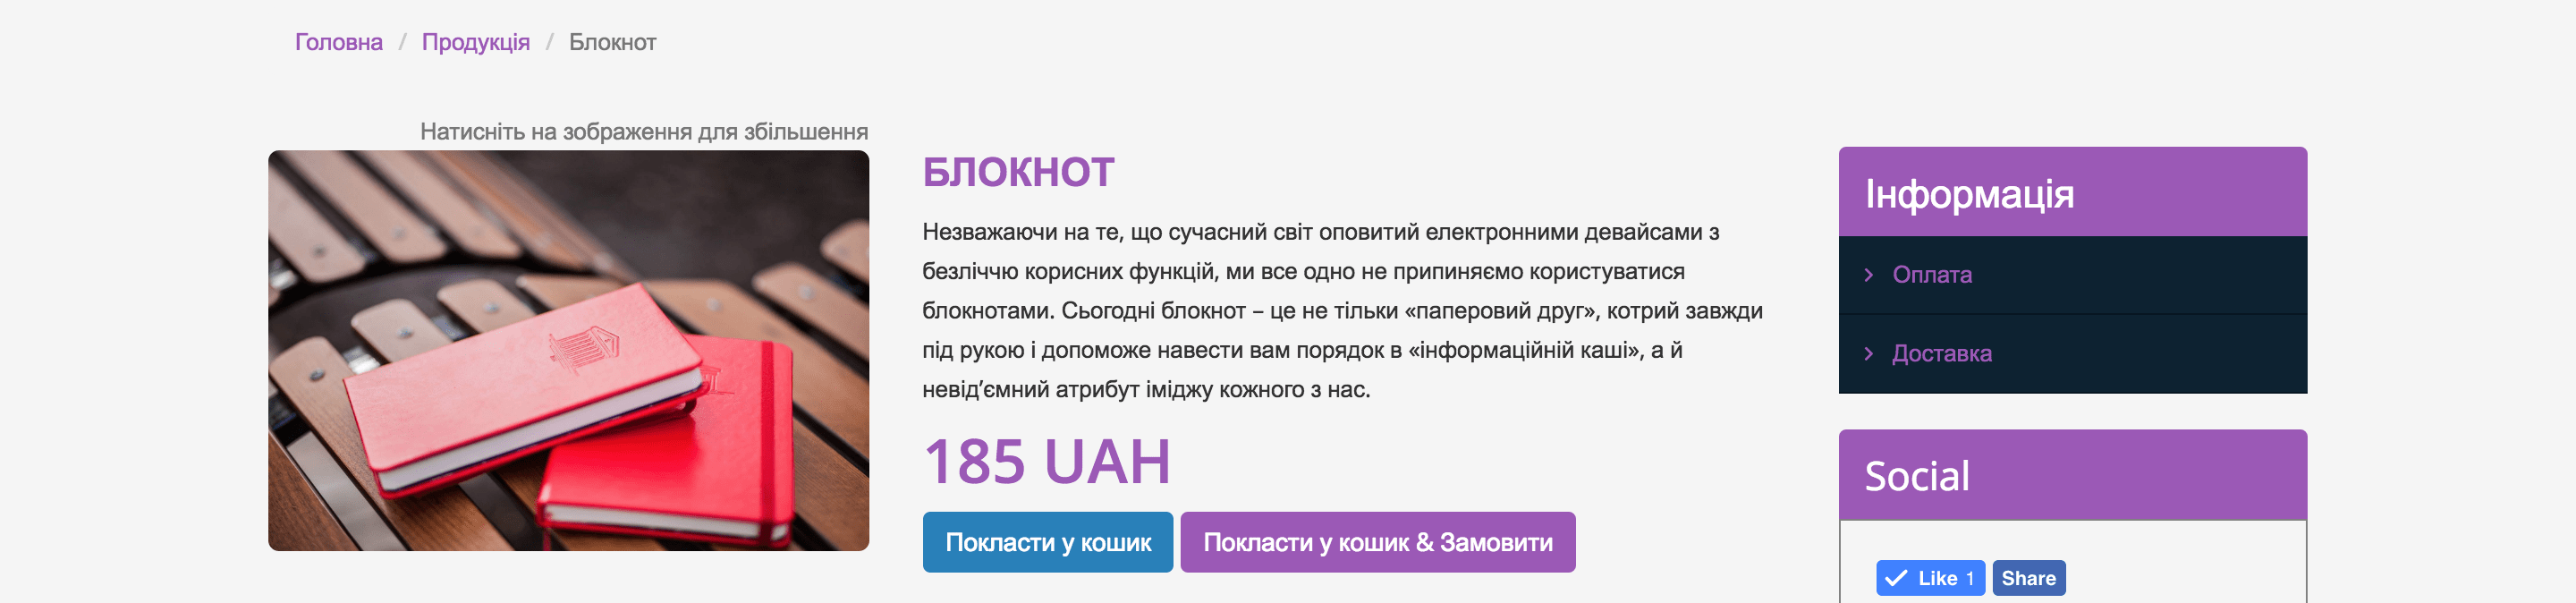 Головна / Продукція / Блокнот
Натисніть на зображення для збільшення
БЛОКНОТ
Незважаючи на те, що сучасний світ оповитий електронними девайсами з
безліччю корисних функцій, ми все одно не припиняємо користуватися
блокнотами. Сьогодні блокнот – це не тільки «паперовий друг», котрий завжди
під рукою і допоможе навести вам порядок в «інформаційній каші», а й
невід’ємний атрибут іміджу кожного з нас.
185 UAH
Покласти у кошик
Покласти у кошик & Замовити
Інформація
Оплата
Доставка
Social
Like 1
Share